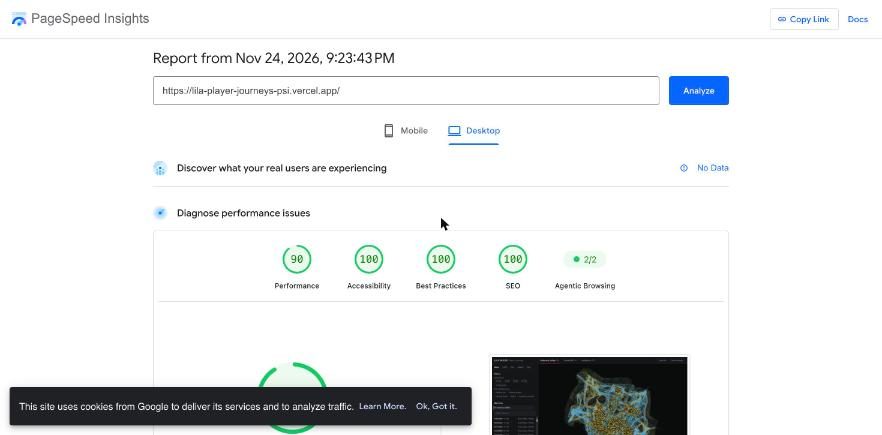 PageSpeed Insights
Copy Link Docs
Report from Nov 24, 2026, 9:23:43 PM
https://lila-player-journeys-psi.vercel.app/
Analyze
Mobile Desktop
Discover what your real users are experiencing No Data
Diagnose performance issues
90 100 100 100 2/2
Performance Accessibility Best Practices SEO Agentic Browsing
This site uses cookies from Google to deliver its services and to analyze traffic. Learn More. Ok, Got it.